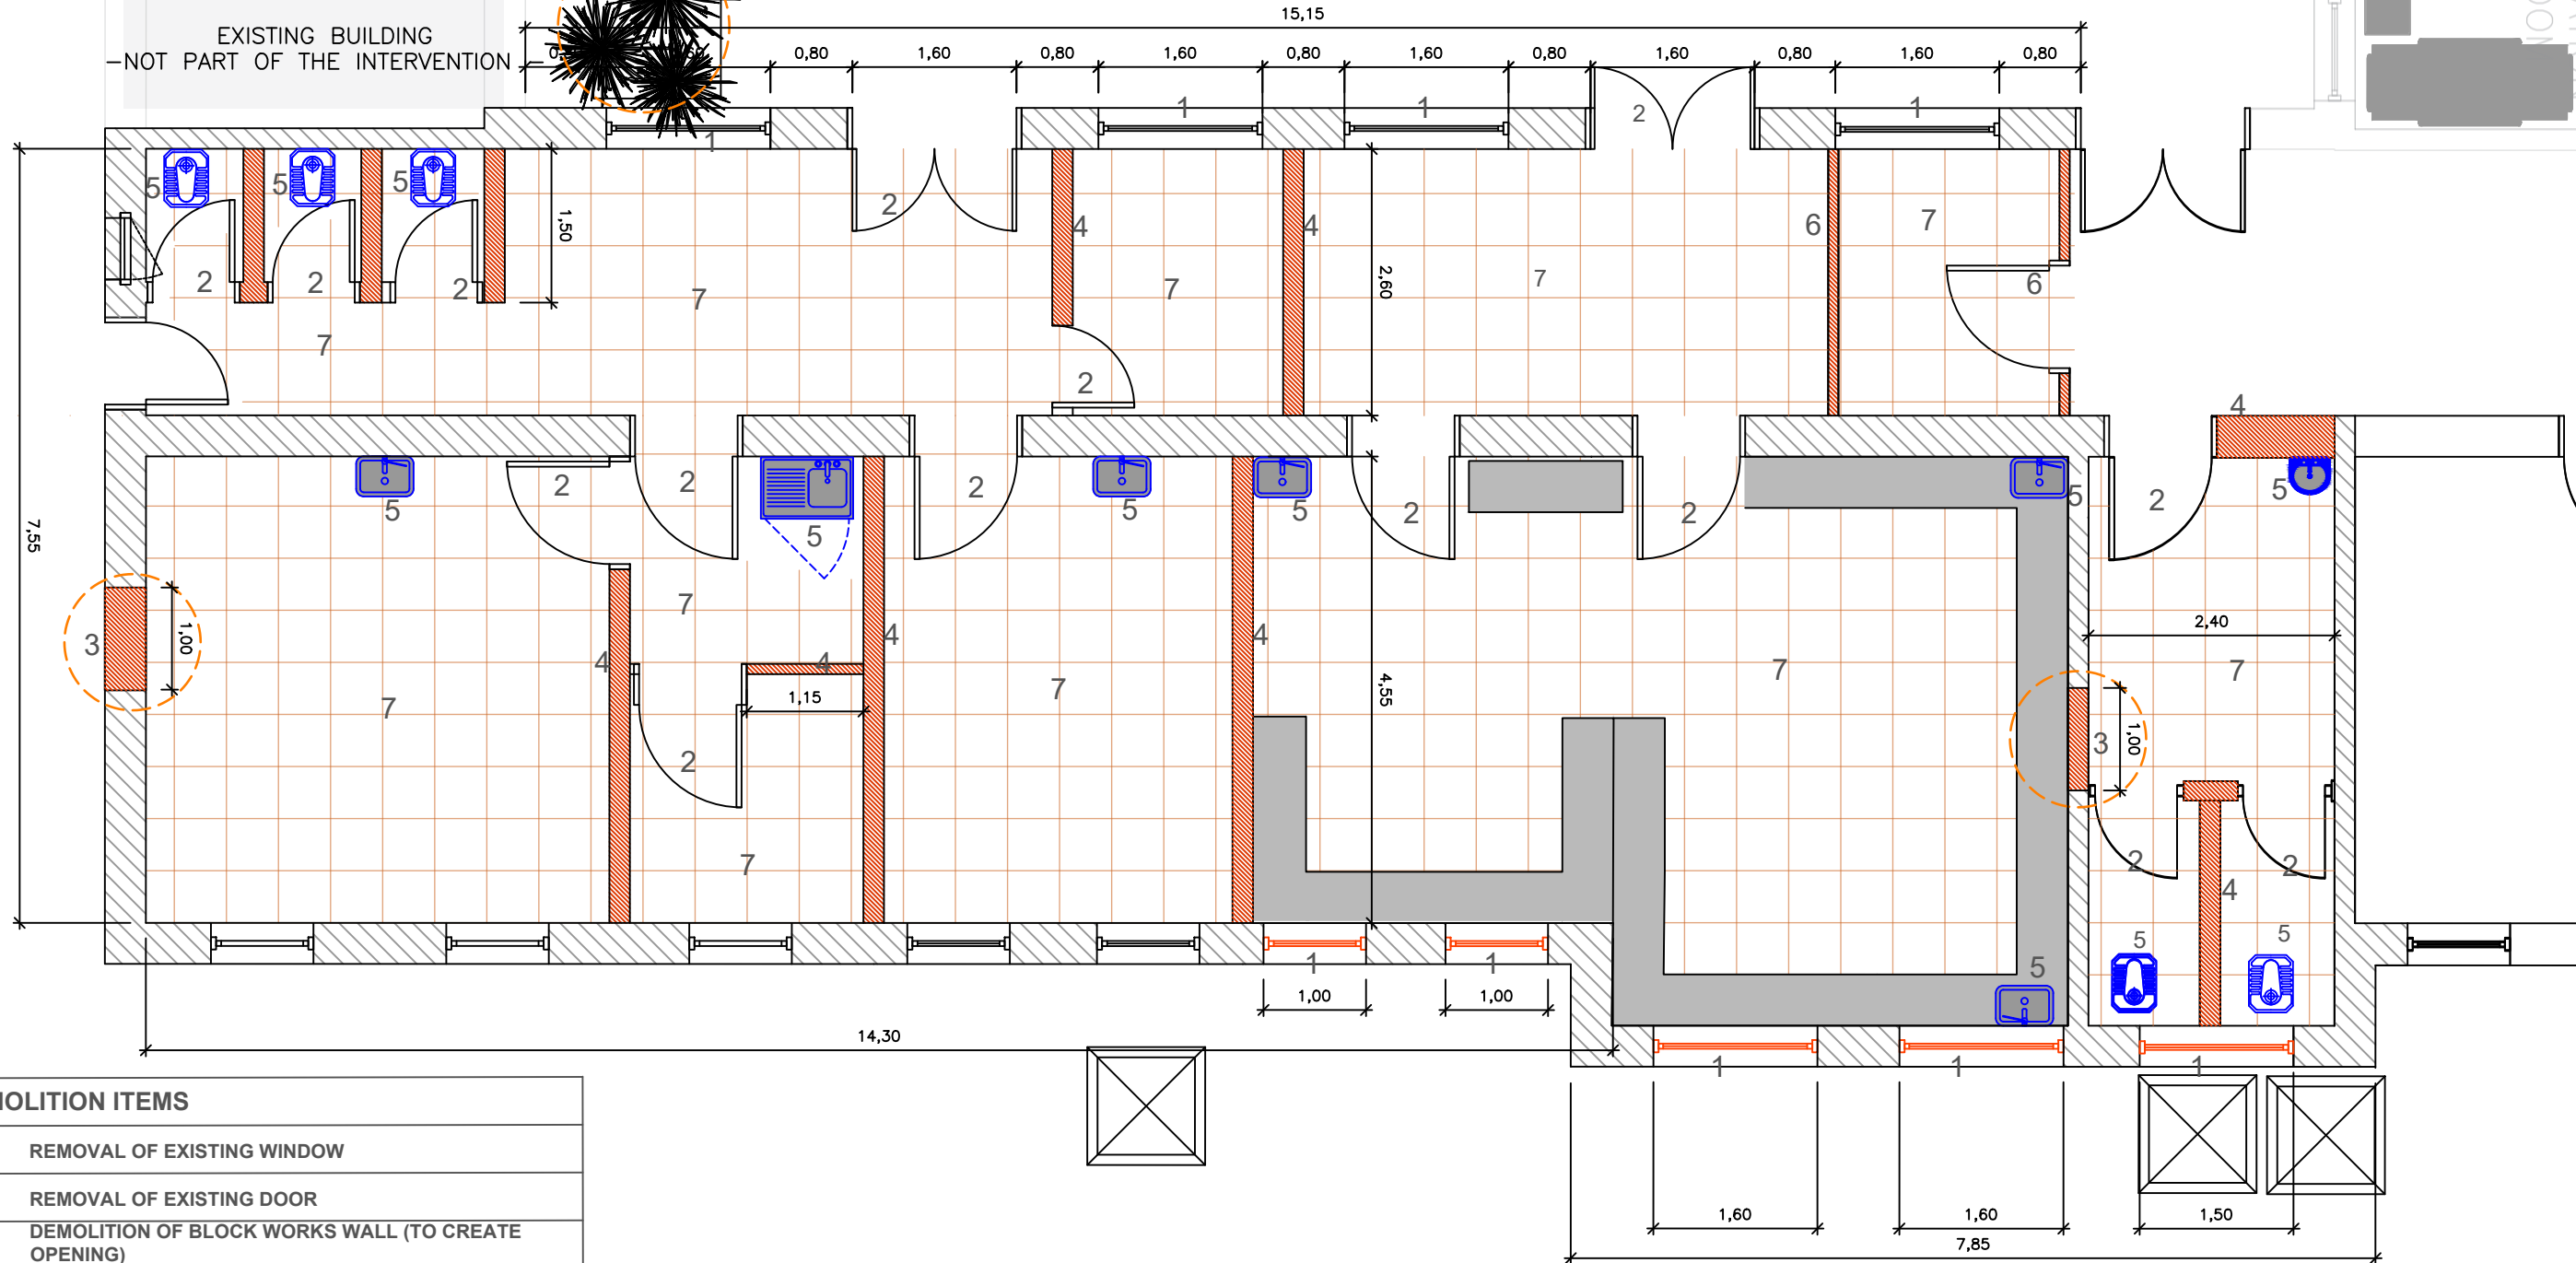 EXISTING BUILDING
-NOT PART OF THE INTERVENTION -
15,15
0,80 1,60 0,80 1,60 0,80 1,60 0,80 1,60 0,80 1,60 0,80
1 1 2 1
1
5 5 5 2 4 4 6 7
1,50
2 2 2 7 7 2,60 7 6
7 2
4
5 2 2 5 2 5 5 2 2 5 2 5
7,55
7 4 4 2,40
3 1,00 4 4 7 7 7
7 1,15 4,55 3 1,00
2
7 2 2
4
5 5
1 1 5
1,00 1,00
14,30
1 1 1
1,60 1,60 1,50
7,85
OLITION ITEMS
REMOVAL OF EXISTING WINDOW
REMOVAL OF EXISTING DOOR
DEMOLITION OF BLOCK WORKS WALL (TO CREATE
OPENING)